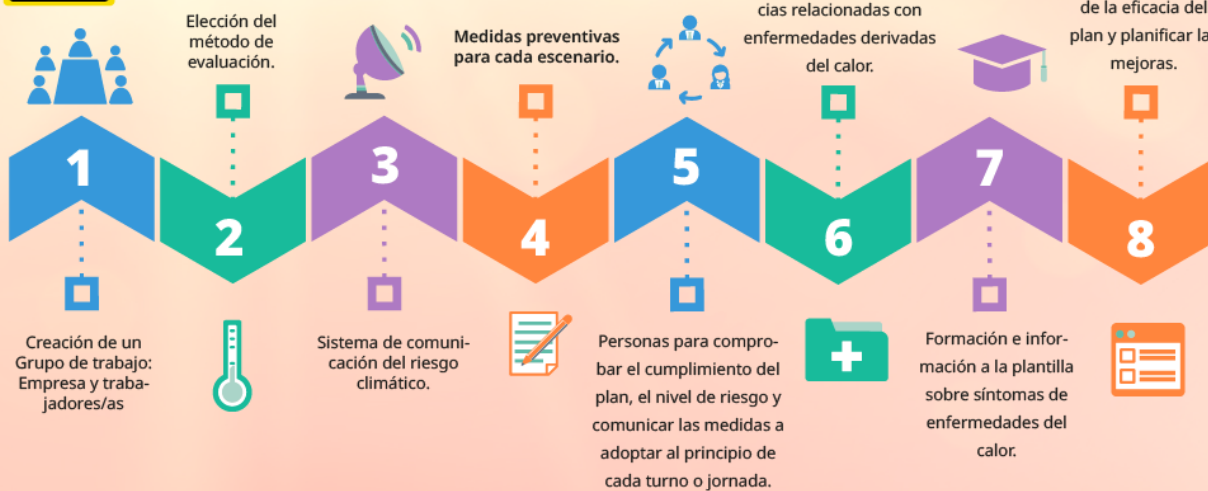 1
Creación de un
Grupo de trabajo:
Empresa y traba-
jadores/as
Elección del
método de
evaluación.
2
3
Sistema de comuni-
cación del riesgo
climático.
Medidas preventivas
para cada escenario.
4
5
Personas para compro-
bar el cumplimiento del
plan, el nivel de riesgo y
comunicar las medidas a
adoptar al principio de
cada turno o jornada.
cias relacionadas con
enfermedades derivadas
del calor.
6
7
Formación e infor-
mación a la plantilla
sobre síntomas de
enfermedades del
calor.
de la eficacia del
plan y planificar la
mejoras.
8